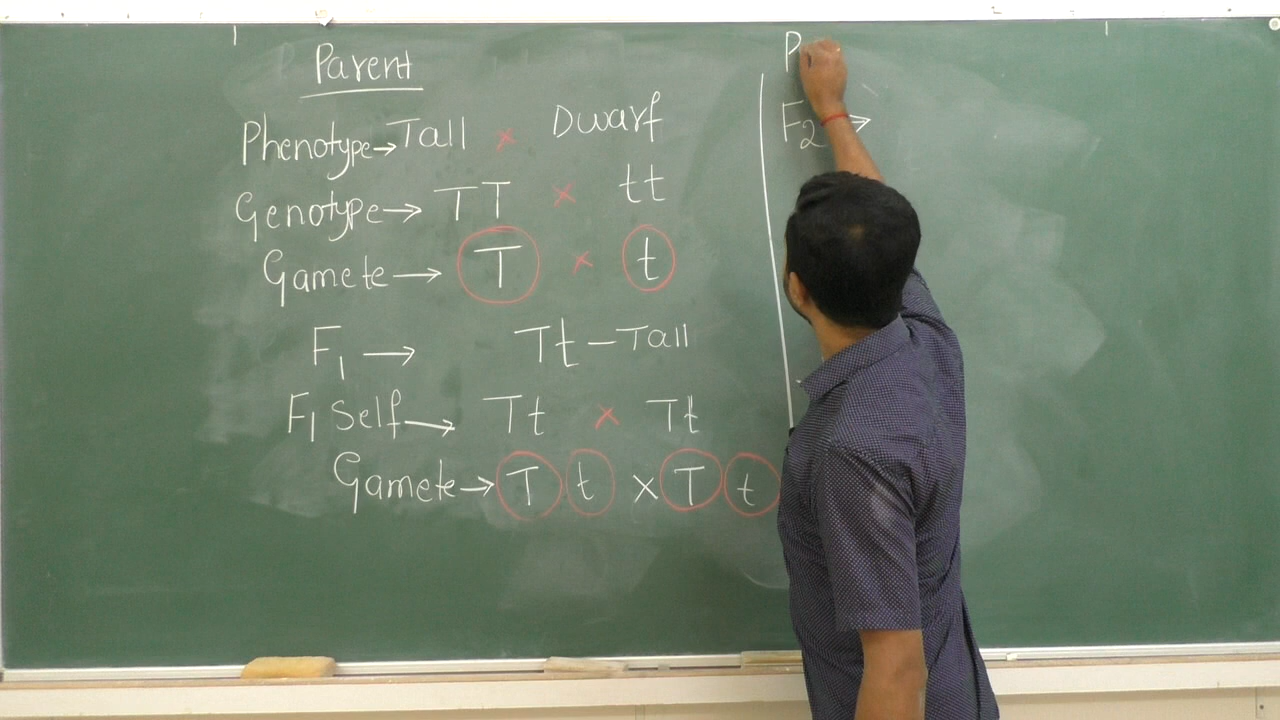 Parent
Phenotype→Tall × Dwarf
Genotype→ TT × tt
Gamete→ T × t
F₁ → Tt – Tall
F₁ Self→ Tt × Tt
Gamete→ T t × T t
P
F₂ →